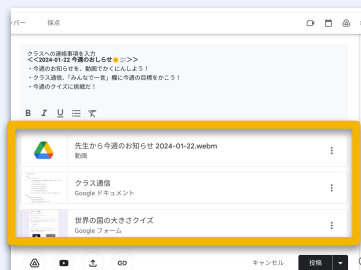 バー 採点
クラスへの連絡事項を入力
<<2024-01-22 今週のおしらせ🌞📰>>
・今週のお知らせを、動画でかくにんしよう！
・クラス通信、「みんなで一言」欄に今週の目標をかこう！
・今週のクイズに挑戦だ！
B I U
先生から今週のお知らせ 2024-01-22.webm
動画
クラス通信
Google ドキュメント
世界の国の大きさクイズ
Google フォーム
キャンセル 投稿